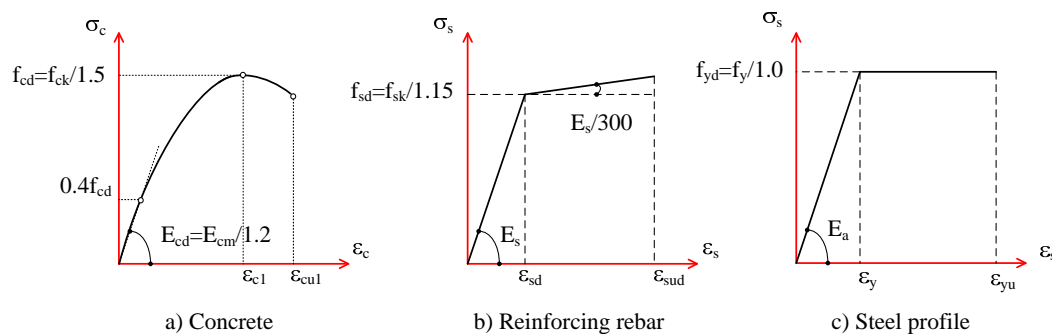 σc
fcd=fck/1.5
0.4fcd
Ecd=Ecm/1.2
εc
εc1
εcu1
a) Concrete
σs
fsd=fsk/1.15
Es/300
Es
εs
εsd
εsud
b) Reinforcing rebar
σs
fyd=fy/1.0
Ea
εs
εy
εyu
c) Steel profile